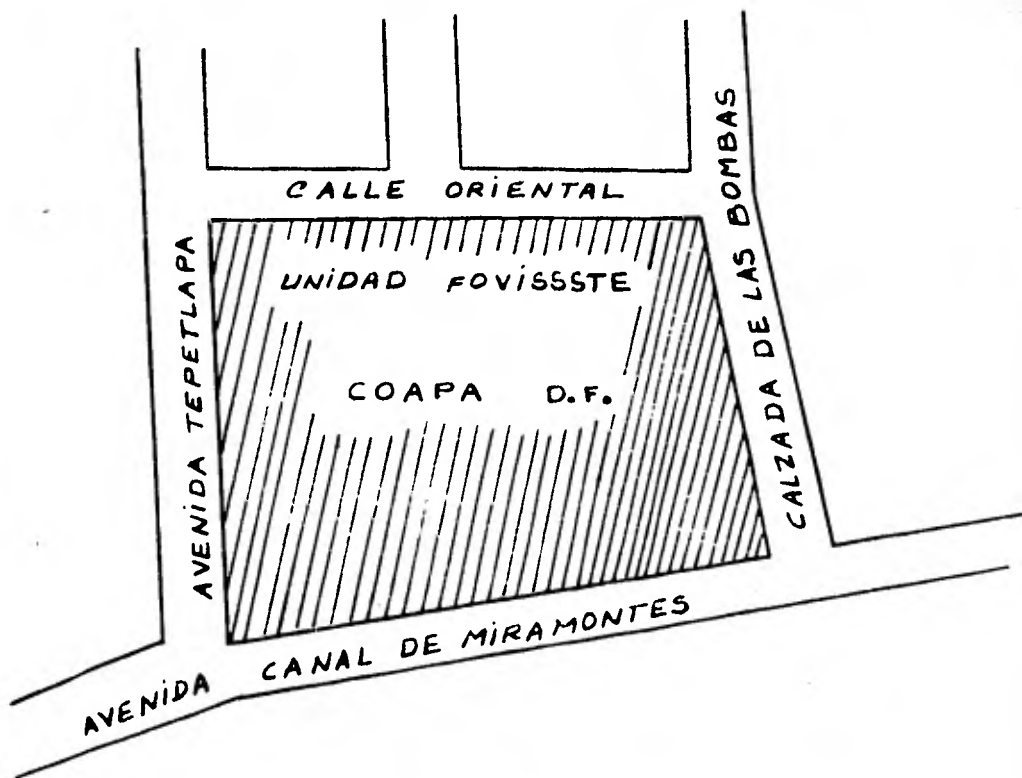 CALLE ORIENTAL
UNIDAD FOVISSSTE
COAPA D.F.
AVENIDA TEPETLAPA
CALZADA DE LAS BOMBAS
AVENIDA CANAL DE MIRAMONTES